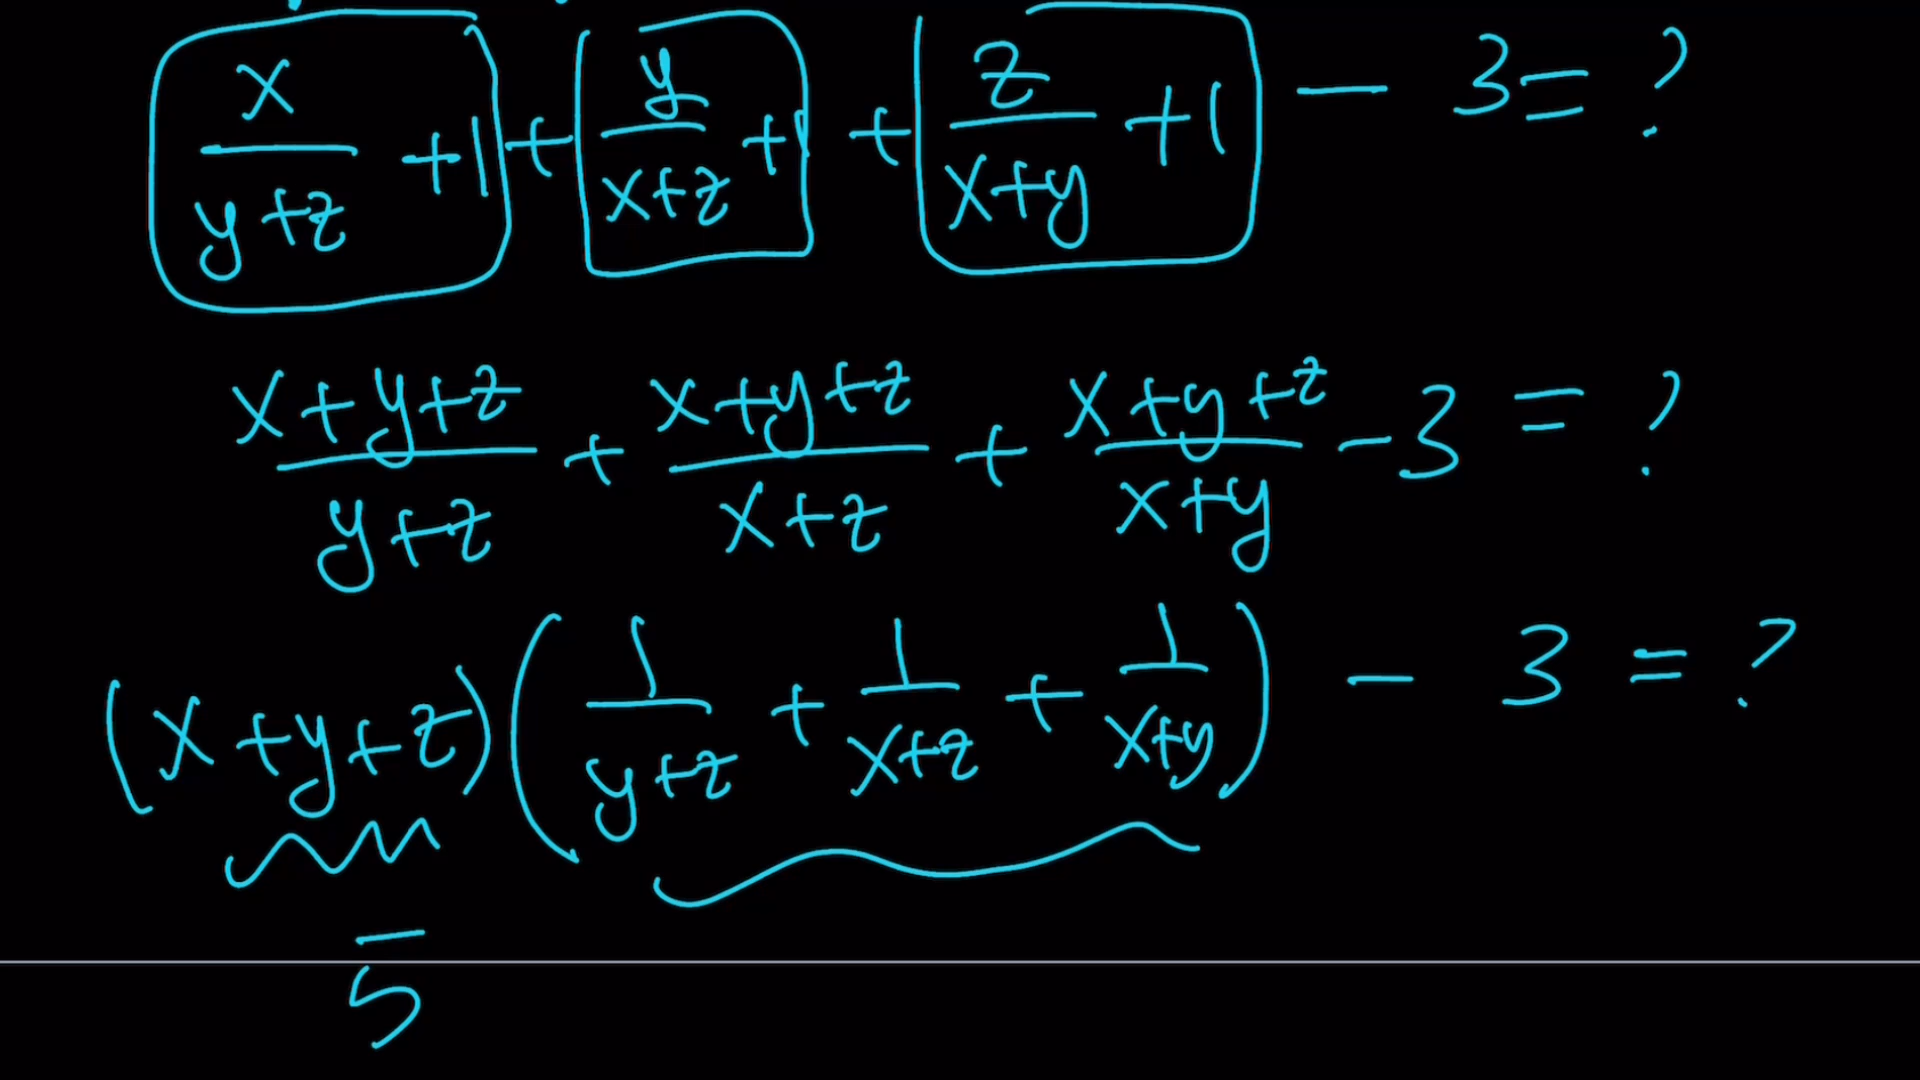 x/(y+z) +1 + y/(x+z) +1 + z/(x+y) +1 − 3 = ?
(x+y+z)/(y+z) + (x+y+z)/(x+z) + (x+y+z)/(x+y) − 3 = ?
(x+y+z)(1/(y+z) + 1/(x+z) + 1/(x+y)) − 3 = ?
5